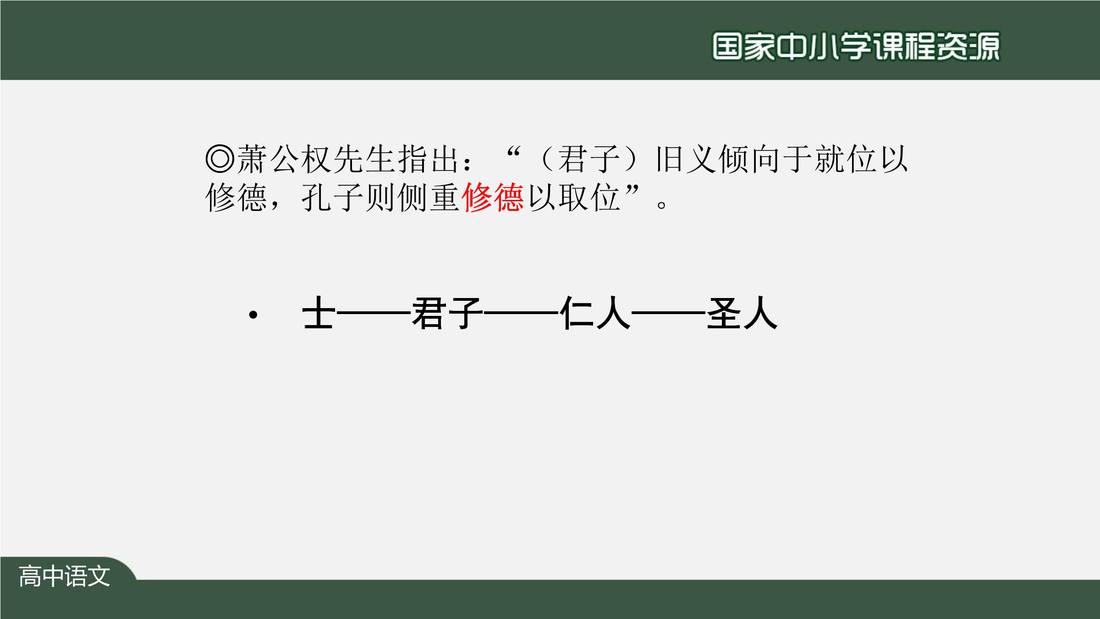 国家中小学课程资源
◎萧公权先生指出：“（君子）旧义倾向于就位以
修德，孔子则侧重修德以取位”。
• 士——君子——仁人——圣人
高中语文